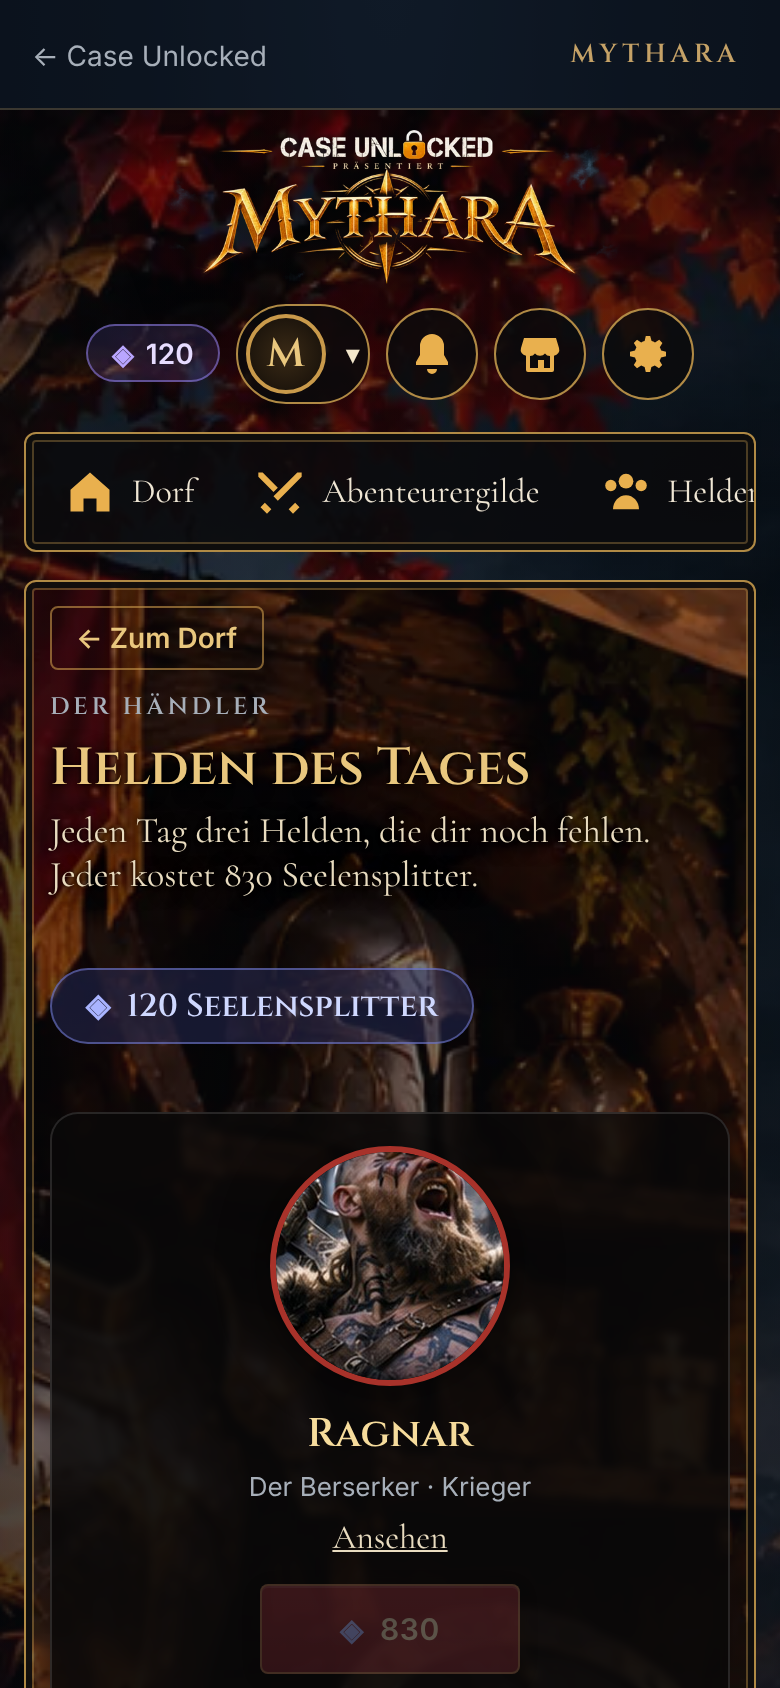 ← Case Unlocked
MYTHARA
CASE UNLOCKED
PRÄSENTIERT
MYTHARA
120
M ▼
Dorf
Abenteurergilde
Helden
← Zum Dorf
DER HÄNDLER
HELDEN DES TAGES
Jeden Tag drei Helden, die dir noch fehlen.
Jeder kostet 830 Seelensplitter.
120 SEELENSPLITTER
RAGNAR
Der Berserker · Krieger
Ansehen
830